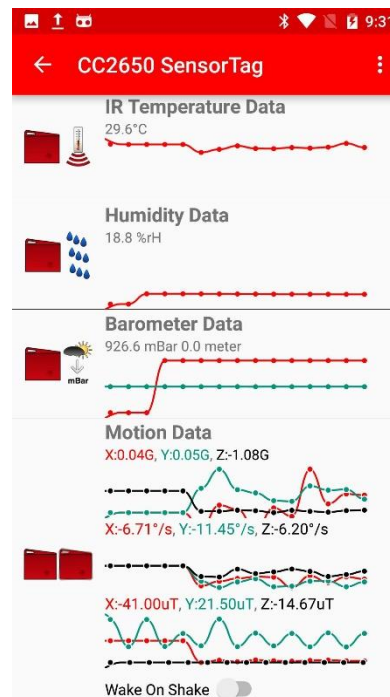 9:31
CC2650 SensorTag
IR Temperature Data
29.6°C
Humidity Data
18.8 %rH
Barometer Data
926.6 mBar 0.0 meter
mBar
Motion Data
X:0.04G, Y:0.05G, Z:-1.08G
X:-6.71°/s, Y:-11.45°/s, Z:-6.20°/s
X:-41.00uT, Y:21.50uT, Z:-14.67uT
Wake On Shake